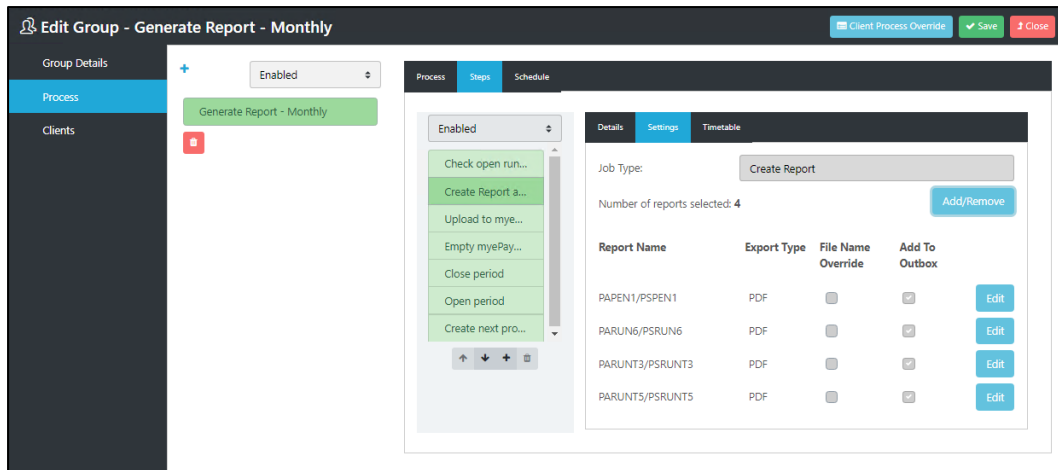 Edit Group - Generate Report - Monthly
Client Process Override
Save
Close
Group Details
Process
Clients
Enabled
Generate Report - Monthly
Process
Steps
Schedule
Enabled
Check open run...
Create Report a...
Upload to mye...
Empty myePay...
Close period
Open period
Create next pro...
Details
Settings
Timetable
Job Type:
Create Report
Number of reports selected: 4
Add/Remove
Report Name Export Type File Name Add To
Override Outbox
PAPEN1/PSPEN1 PDF Edit
PARUN6/PSRUN6 PDF Edit
PARUNT3/PSRUNT3 PDF Edit
PARUNT5/PSRUNT5 PDF Edit